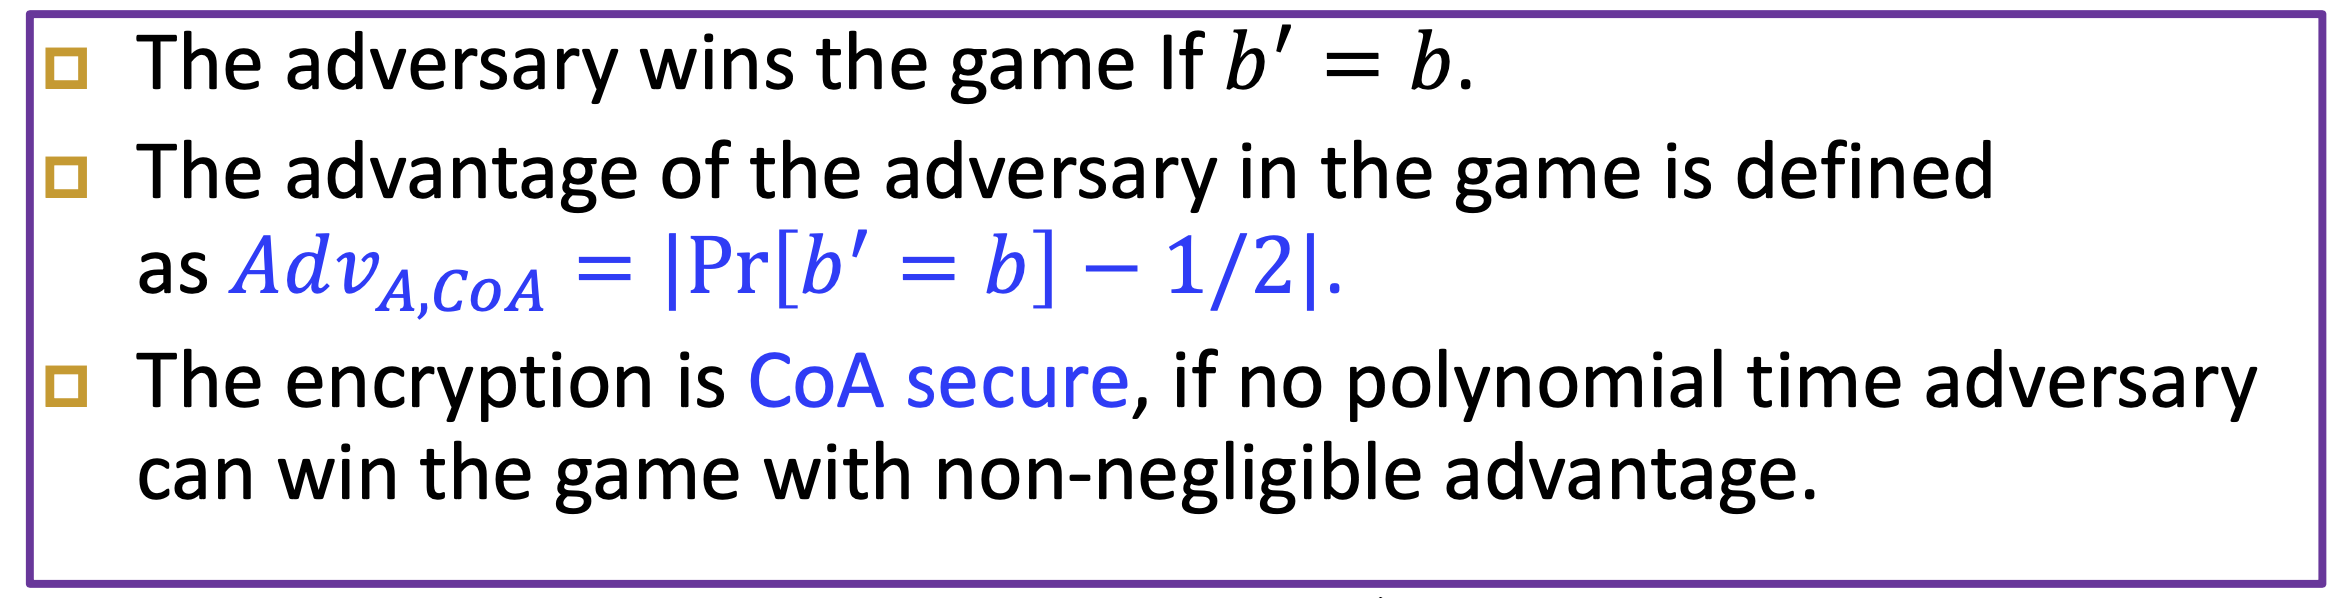 The adversary wins the game If b′ = b.
The advantage of the adversary in the game is defined
as Adv_{A,CoA} = |Pr[b′ = b] − 1/2|.
The encryption is CoA secure, if no polynomial time adversary
can win the game with non-negligible advantage.